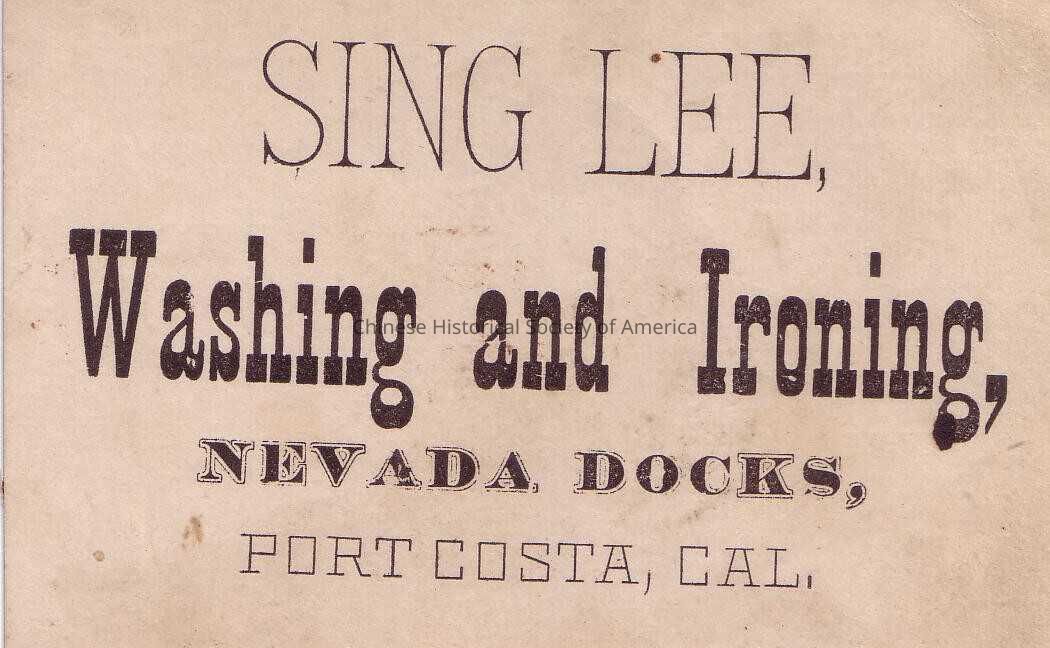 SING LEE,
Washing and Ironing,
Chinese Historical Society of America
NEVADA DOCKS,
PORT COSTA, CAL.